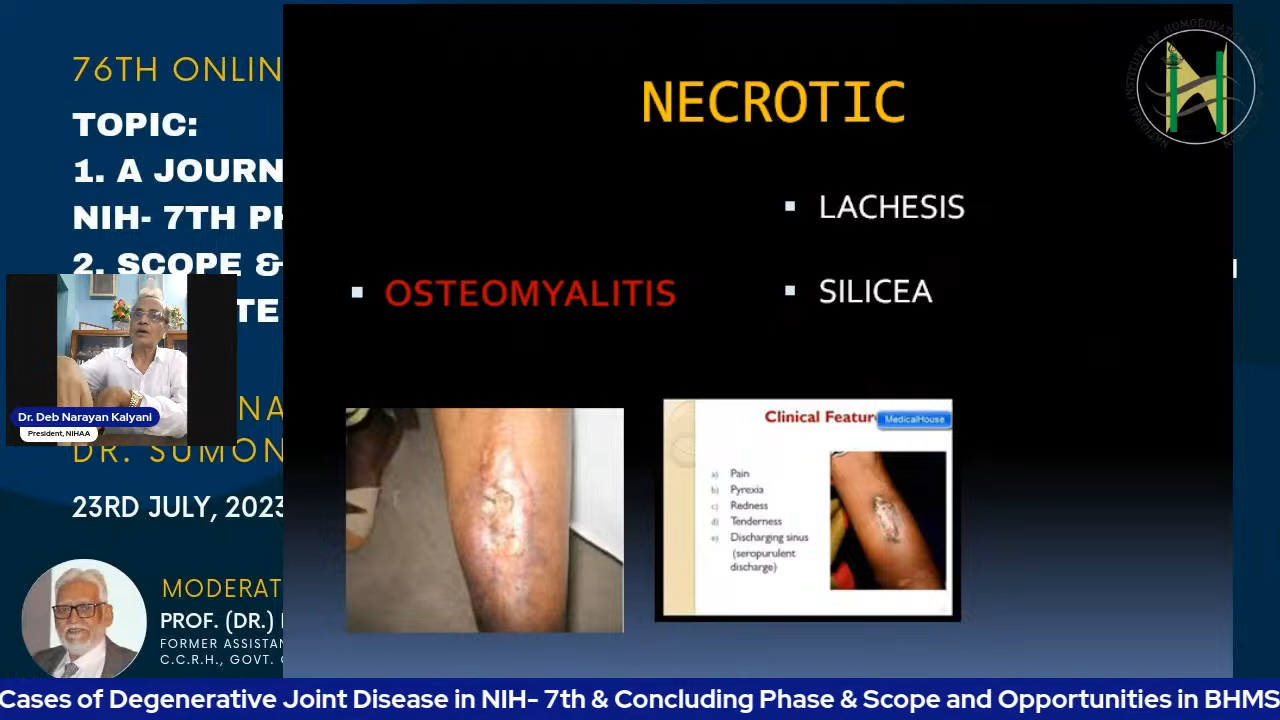 76TH ONLIN
TOPIC:
1. A JOURN
NIH- 7TH P
2. SCOPE &
TE
NA
DR. SUMON
23RD JULY, 2023
MODERAT
PROF. (DR.)
FORMER ASSISTAN
C.C.R.H., GOVT.
Dr. Deb Narayan Kalyani
President, NIHAA
NECROTIC
▪ OSTEOMYALITIS
▪ LACHESIS
▪ SILICEA
Clinical Featur
MedicalHouse
a) Pain
b) Pyrexia
c) Redness
d) Tenderness
e) Discharging sinus
(seropurulent
discharge)
Cases of Degenerative Joint Disease in NIH- 7th & Concluding Phase & Scope and Opportunities in BHMS